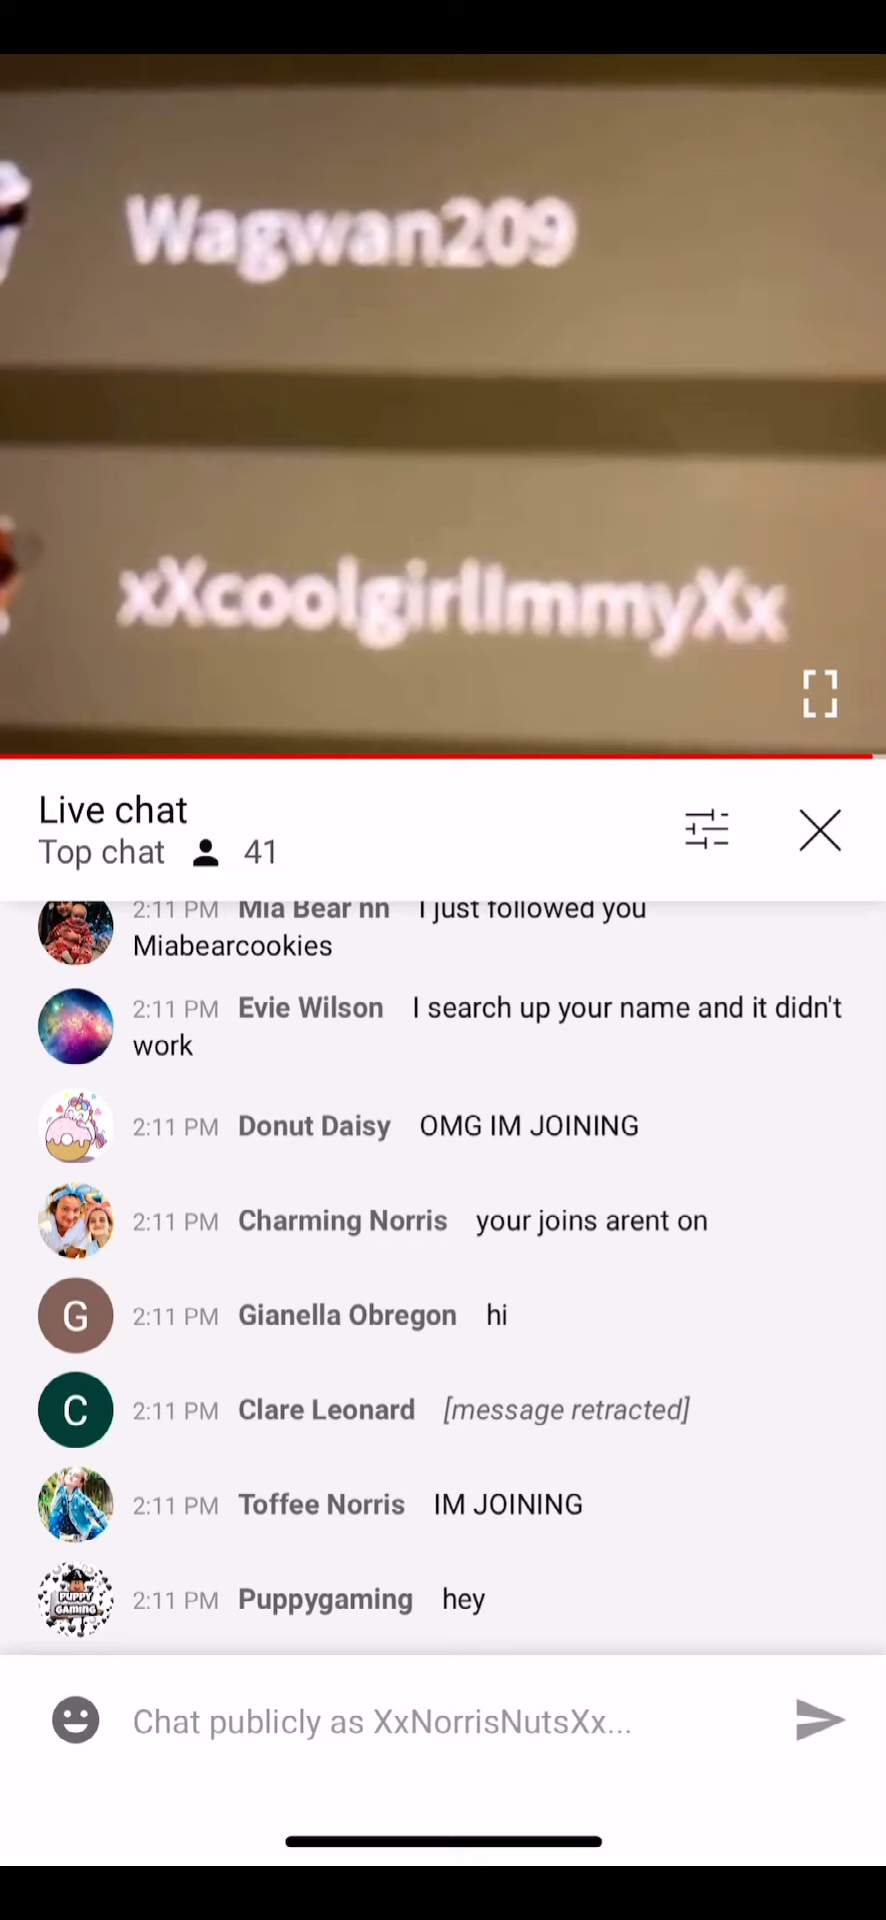 Wagwan209
xXcoolgirlImmyXx
Live chat
Top chat 41
2:11 PM Mia Bear nn I just followed you
Miabearcookies
2:11 PM Evie Wilson I search up your name and it didn't
work
2:11 PM Donut Daisy OMG IM JOINING
2:11 PM Charming Norris your joins arent on
G 2:11 PM Gianella Obregon hi
C 2:11 PM Clare Leonard [message retracted]
2:11 PM Toffee Norris IM JOINING
PUPPY
GAMING
2:11 PM Puppygaming hey
Chat publicly as XxNorrisNutsXx...